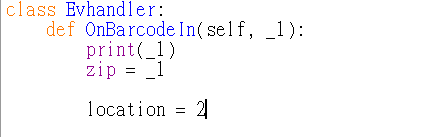 class Evhandler:
    def OnBarcodeIn(self, _1):
        print(_1)
        zip = _1

        location = 2